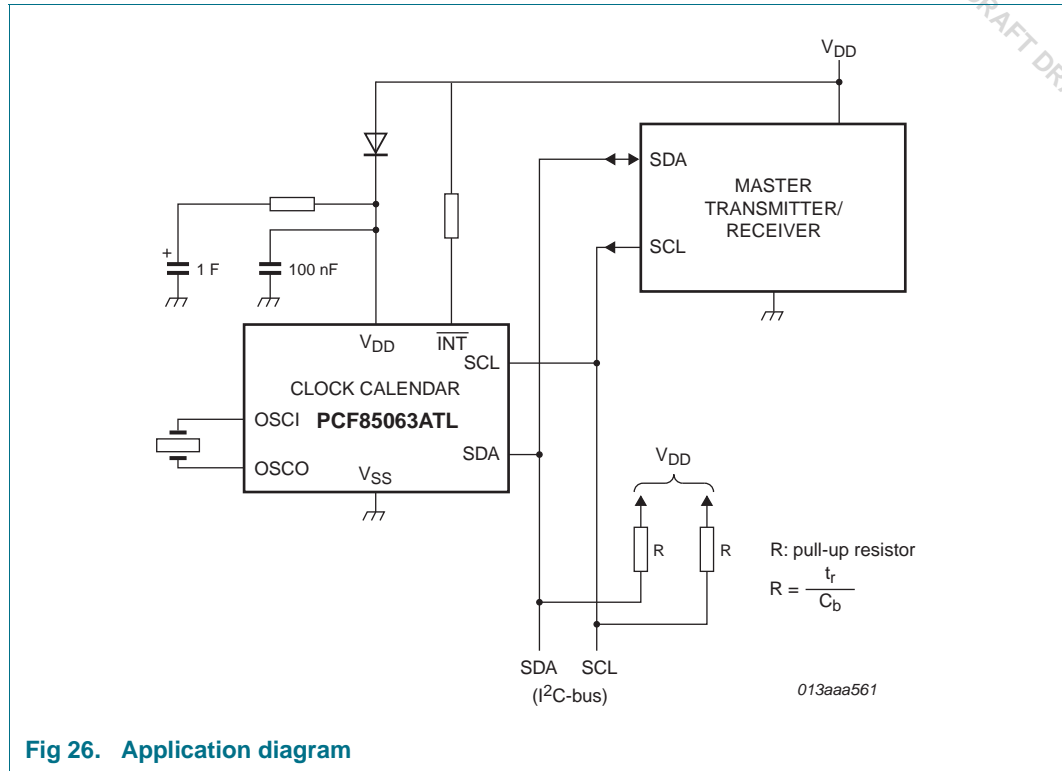 DRAFT DRA
VDD
SDA
MASTER
TRANSMITTER/
RECEIVER
SCL
+
1 F
100 nF
VDD
INT
SCL
CLOCK CALENDAR
OSCI
PCF85063ATL
SDA
OSCO
VSS
VDD
R
R
R: pull-up resistor
R = tr
Cb
SDA SCL
(I2C-bus)
013aaa561
Fig 26. Application diagram